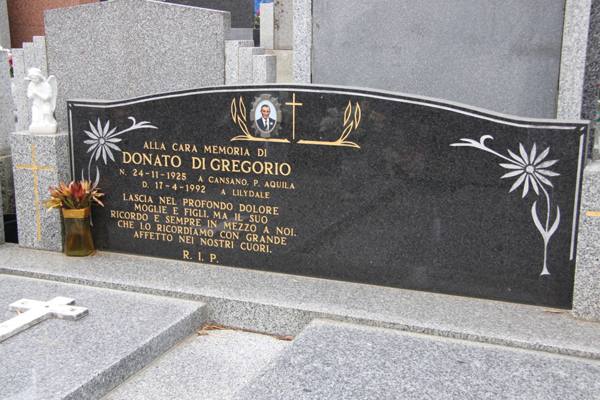 ALLA CARA MEMORIA DI
DONATO DI GREGORIO
N. 24-11-1925 A CANSANO, P. AQUILA
D. 17-4-1992 A LILYDALE
LASCIA NEL PROFONDO DOLORE
MOGLIE E FIGLI, MA IL SUO
RICORDO E SEMPRE IN MEZZO A NOI.
CHE LO RICORDIAMO CON GRANDE
AFFETTO NEI NOSTRI CUORI.
R. I. P.